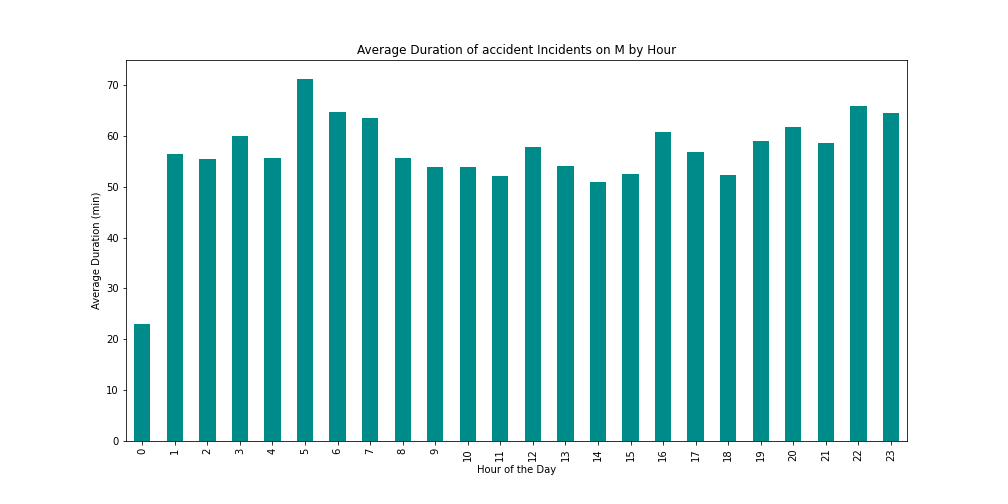 Average Duration of accident Incidents on M by Hour
Average Duration (min)
70
60
50
40
30
20
10
0
0 1 2 3 4 5 6 7 8 9 10 11 12 13 14 15 16 17 18 19 20 21 22 23
Hour of the Day